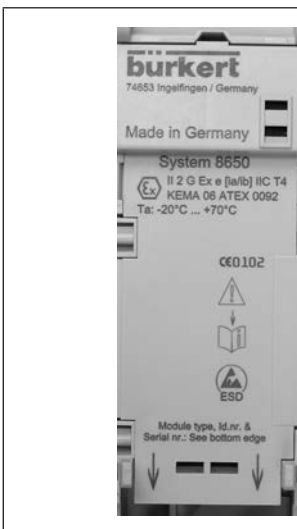 bürkert
74653 Ingelfingen / Germany
Made in Germany
System 8650
Ex II 2 G Ex e [ia/ib] IIC T4
KEMA 06 ATEX 0092
Ta: -20°C ... +70°C
CE0102
ESD
Module type, Id.nr. &
Serial nr.: See bottom edge